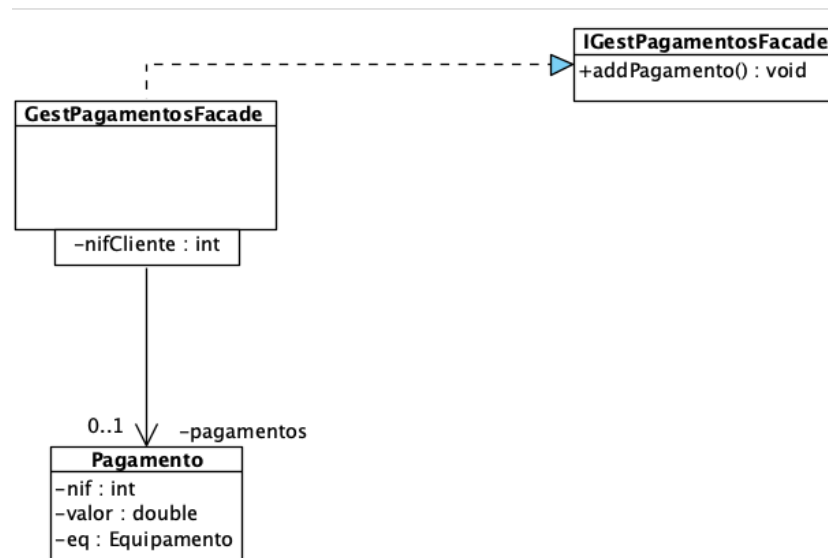 IGestPagamentosFacade
+addPagamento() : void
GestPagamentosFacade
-nifCliente : int
0..1
-pagamentos
Pagamento
-nif : int
-valor : double
-eq : Equipamento